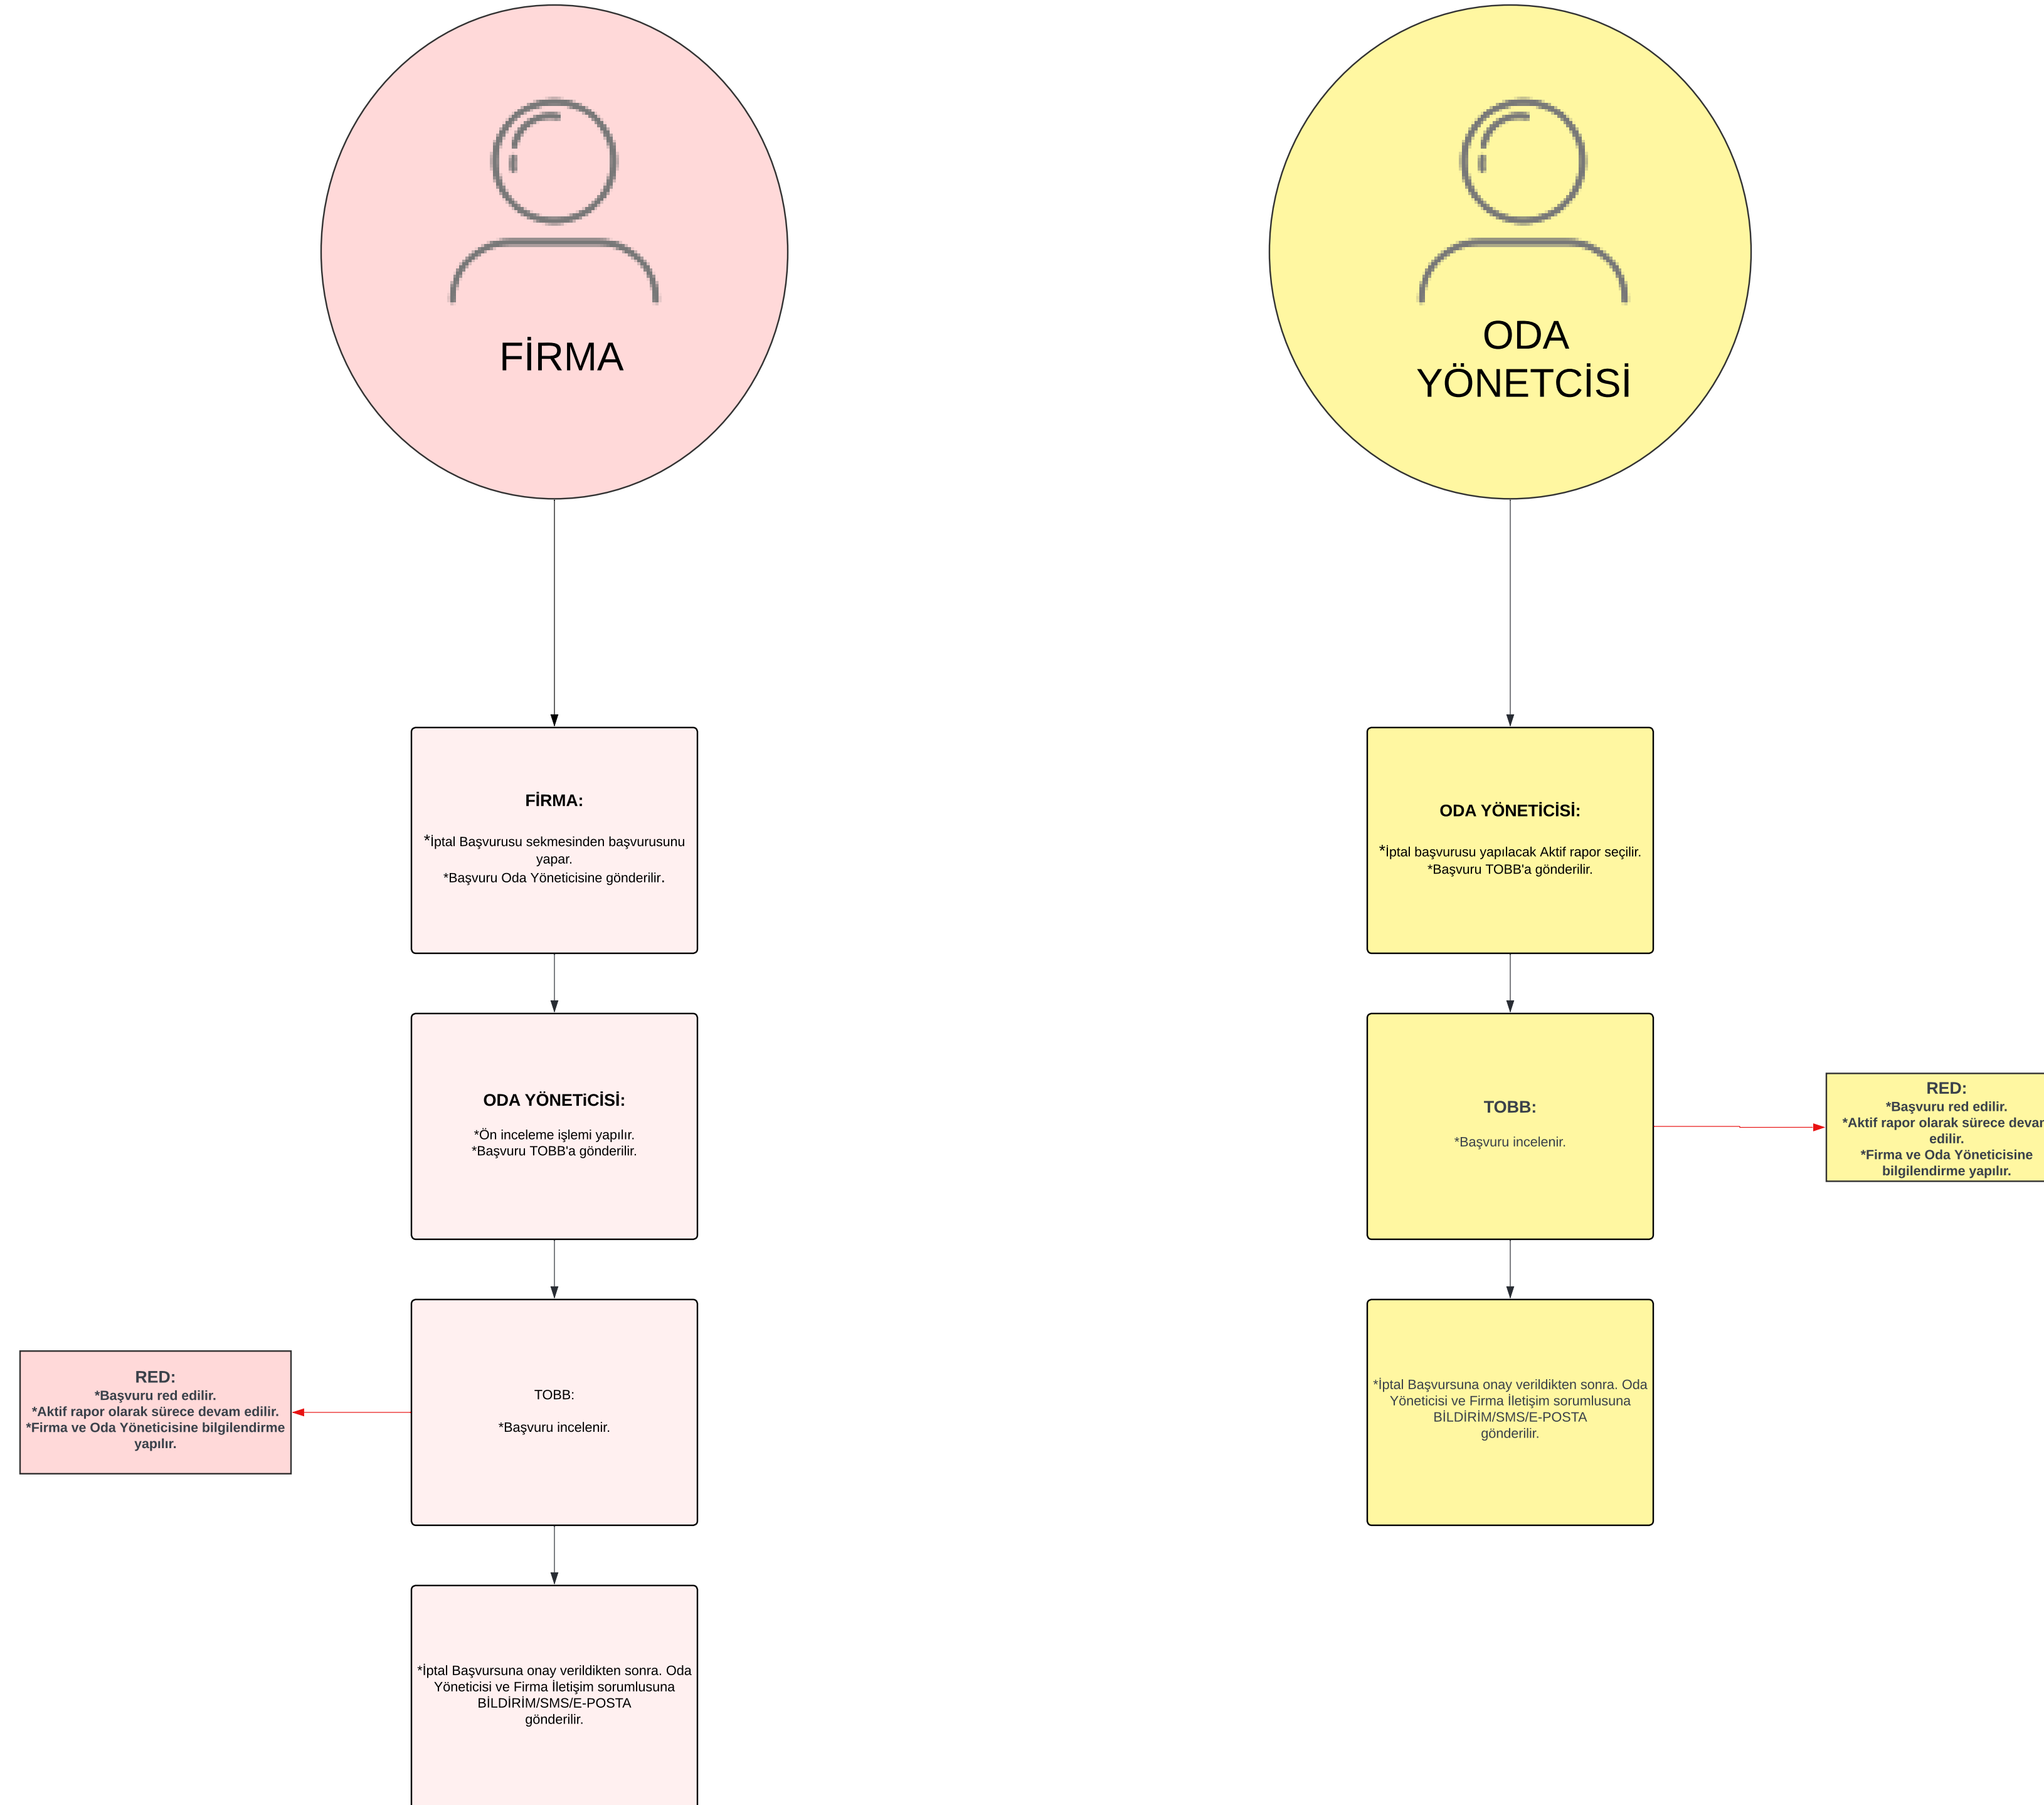 FİRMA
ODA
YÖNETCİSİ
FİRMA:
*İptal Başvurusu sekmesinden başvurusunu
yapar.
*Başvuru Oda Yöneticisine gönderilir.
ODA YÖNETİCİSİ:
*İptal başvurusu yapılacak Aktif rapor seçilir.
*Başvuru TOBB'a gönderilir.
ODA YÖNETiCİSİ:
*Ön inceleme işlemi yapılır.
*Başvuru TOBB'a gönderilir.
TOBB:
*Başvuru incelenir.
RED:
*Başvuru red edilir.
*Aktif rapor olarak sürece
edilir.
*Firma ve Oda Yöneticisine
bilgilendirme yapılır.
RED:
*Başvuru red edilir.
*Aktif rapor olarak sürece devam edilir.
*Firma ve Oda Yöneticisine bilgilendirme
yapılır.
TOBB:
*Başvuru incelenir.
*İptal Başvursuna onay verildikten sonra. Oda
Yöneticisi ve Firma İletişim sorumlusuna
BİLDİRİM/SMS/E-POSTA
gönderilir.
*İptal Başvursuna onay verildikten sonra. Oda
Yöneticisi ve Firma İletişim sorumlusuna
BİLDİRİM/SMS/E-POSTA
gönderilir.